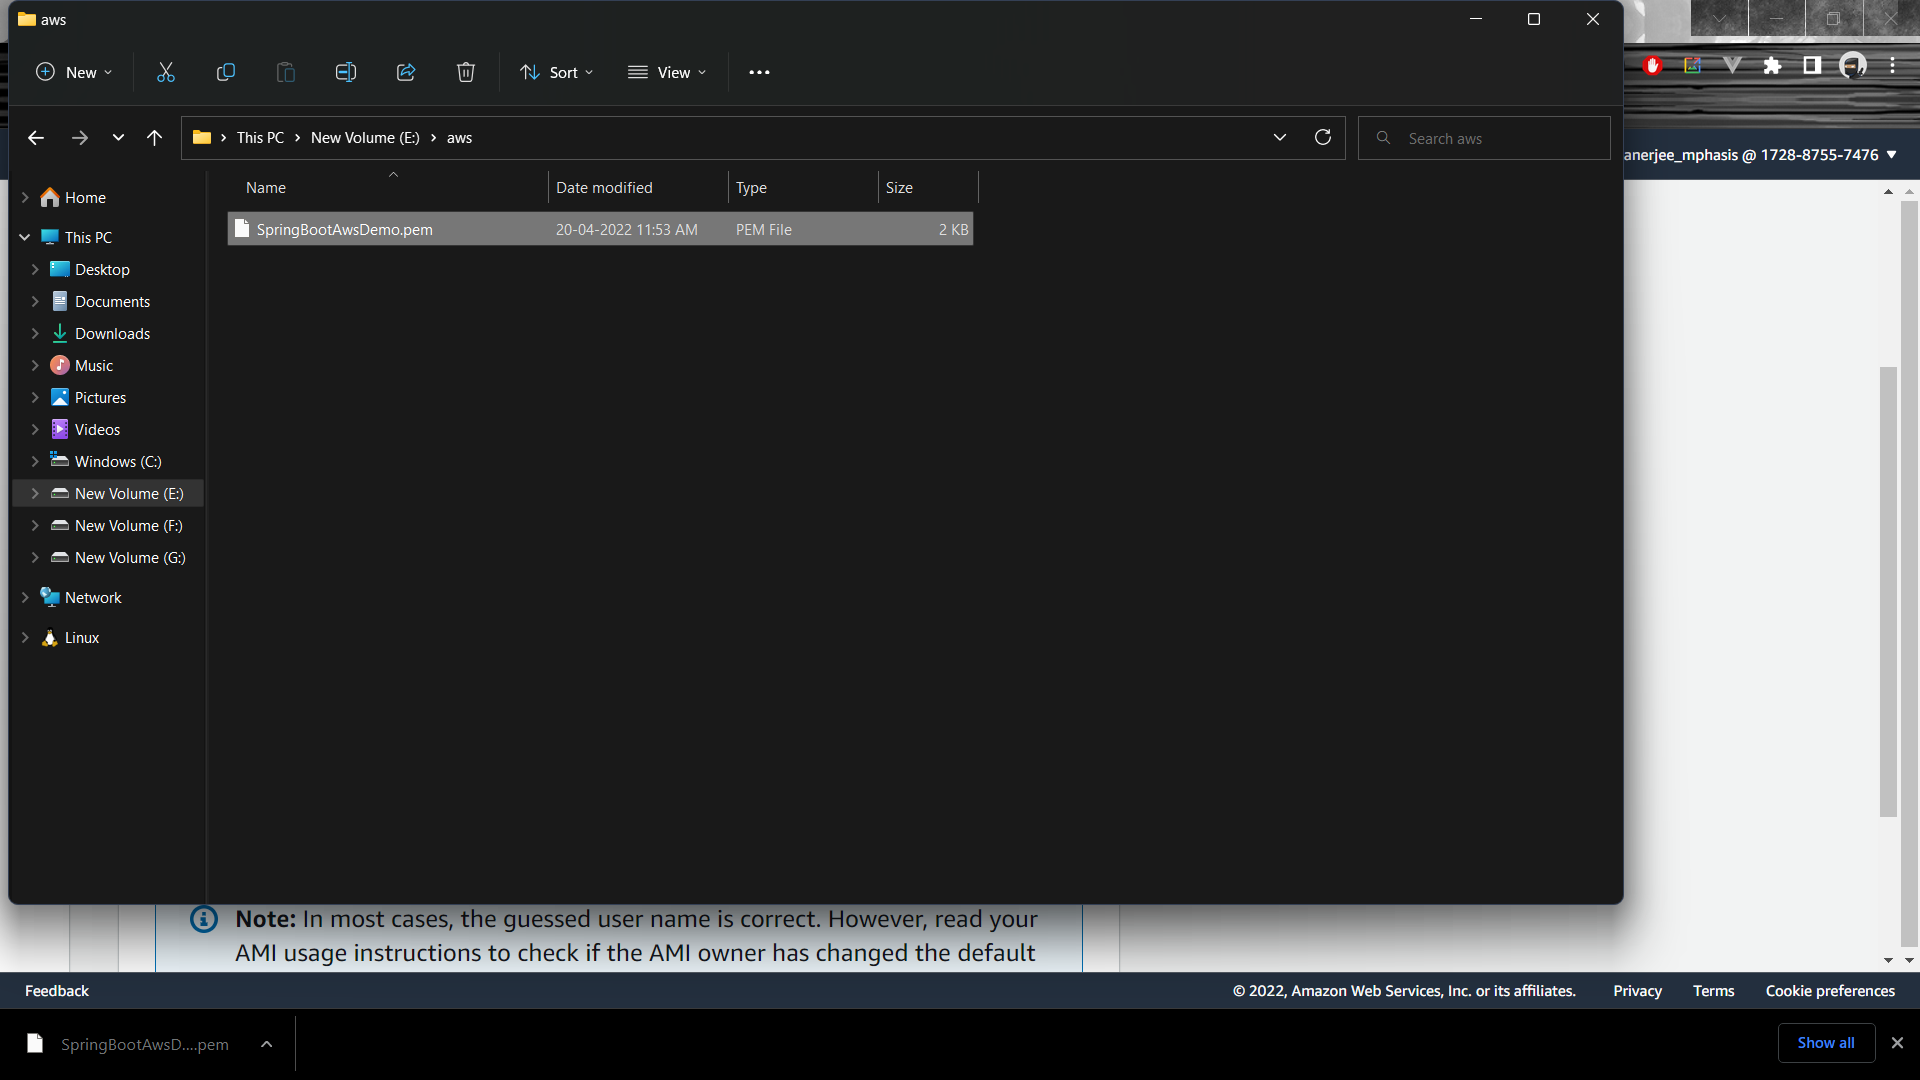 aws
New
Sort
View
This PC
New Volume (E:)
aws
Search aws
anerjee_mphasis @ 1728-8755-7476
Name
Date modified
Type
Size
SpringBootAwsDemo.pem
20-04-2022 11:53 AM
PEM File
2 KB
Home
This PC
Desktop
Documents
Downloads
Music
Pictures
Videos
Windows (C:)
New Volume (E:)
New Volume (F:)
New Volume (G:)
Network
Linux
Note: In most cases, the guessed user name is correct. However, read your
AMI usage instructions to check if the AMI owner has changed the default
Feedback
© 2022, Amazon Web Services, Inc. or its affiliates.
Privacy
Terms
Cookie preferences
SpringBootAwsD....pem
Show all